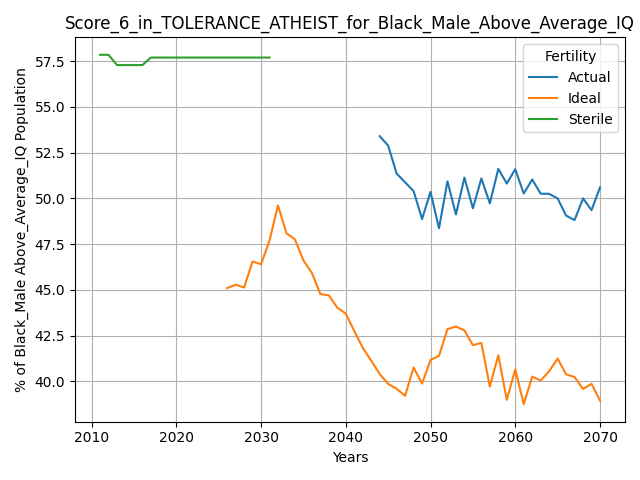 Score_6_in_TOLERANCE_ATHEIST_for_Black_Male_Above_Average_IQ
% of Black_Male Above_Average_IQ Population
57.5
55.0
52.5
50.0
47.5
45.0
42.5
40.0
Fertility
Actual
Ideal
Sterile
2010 2020 2030 2040 2050 2060 2070
Years